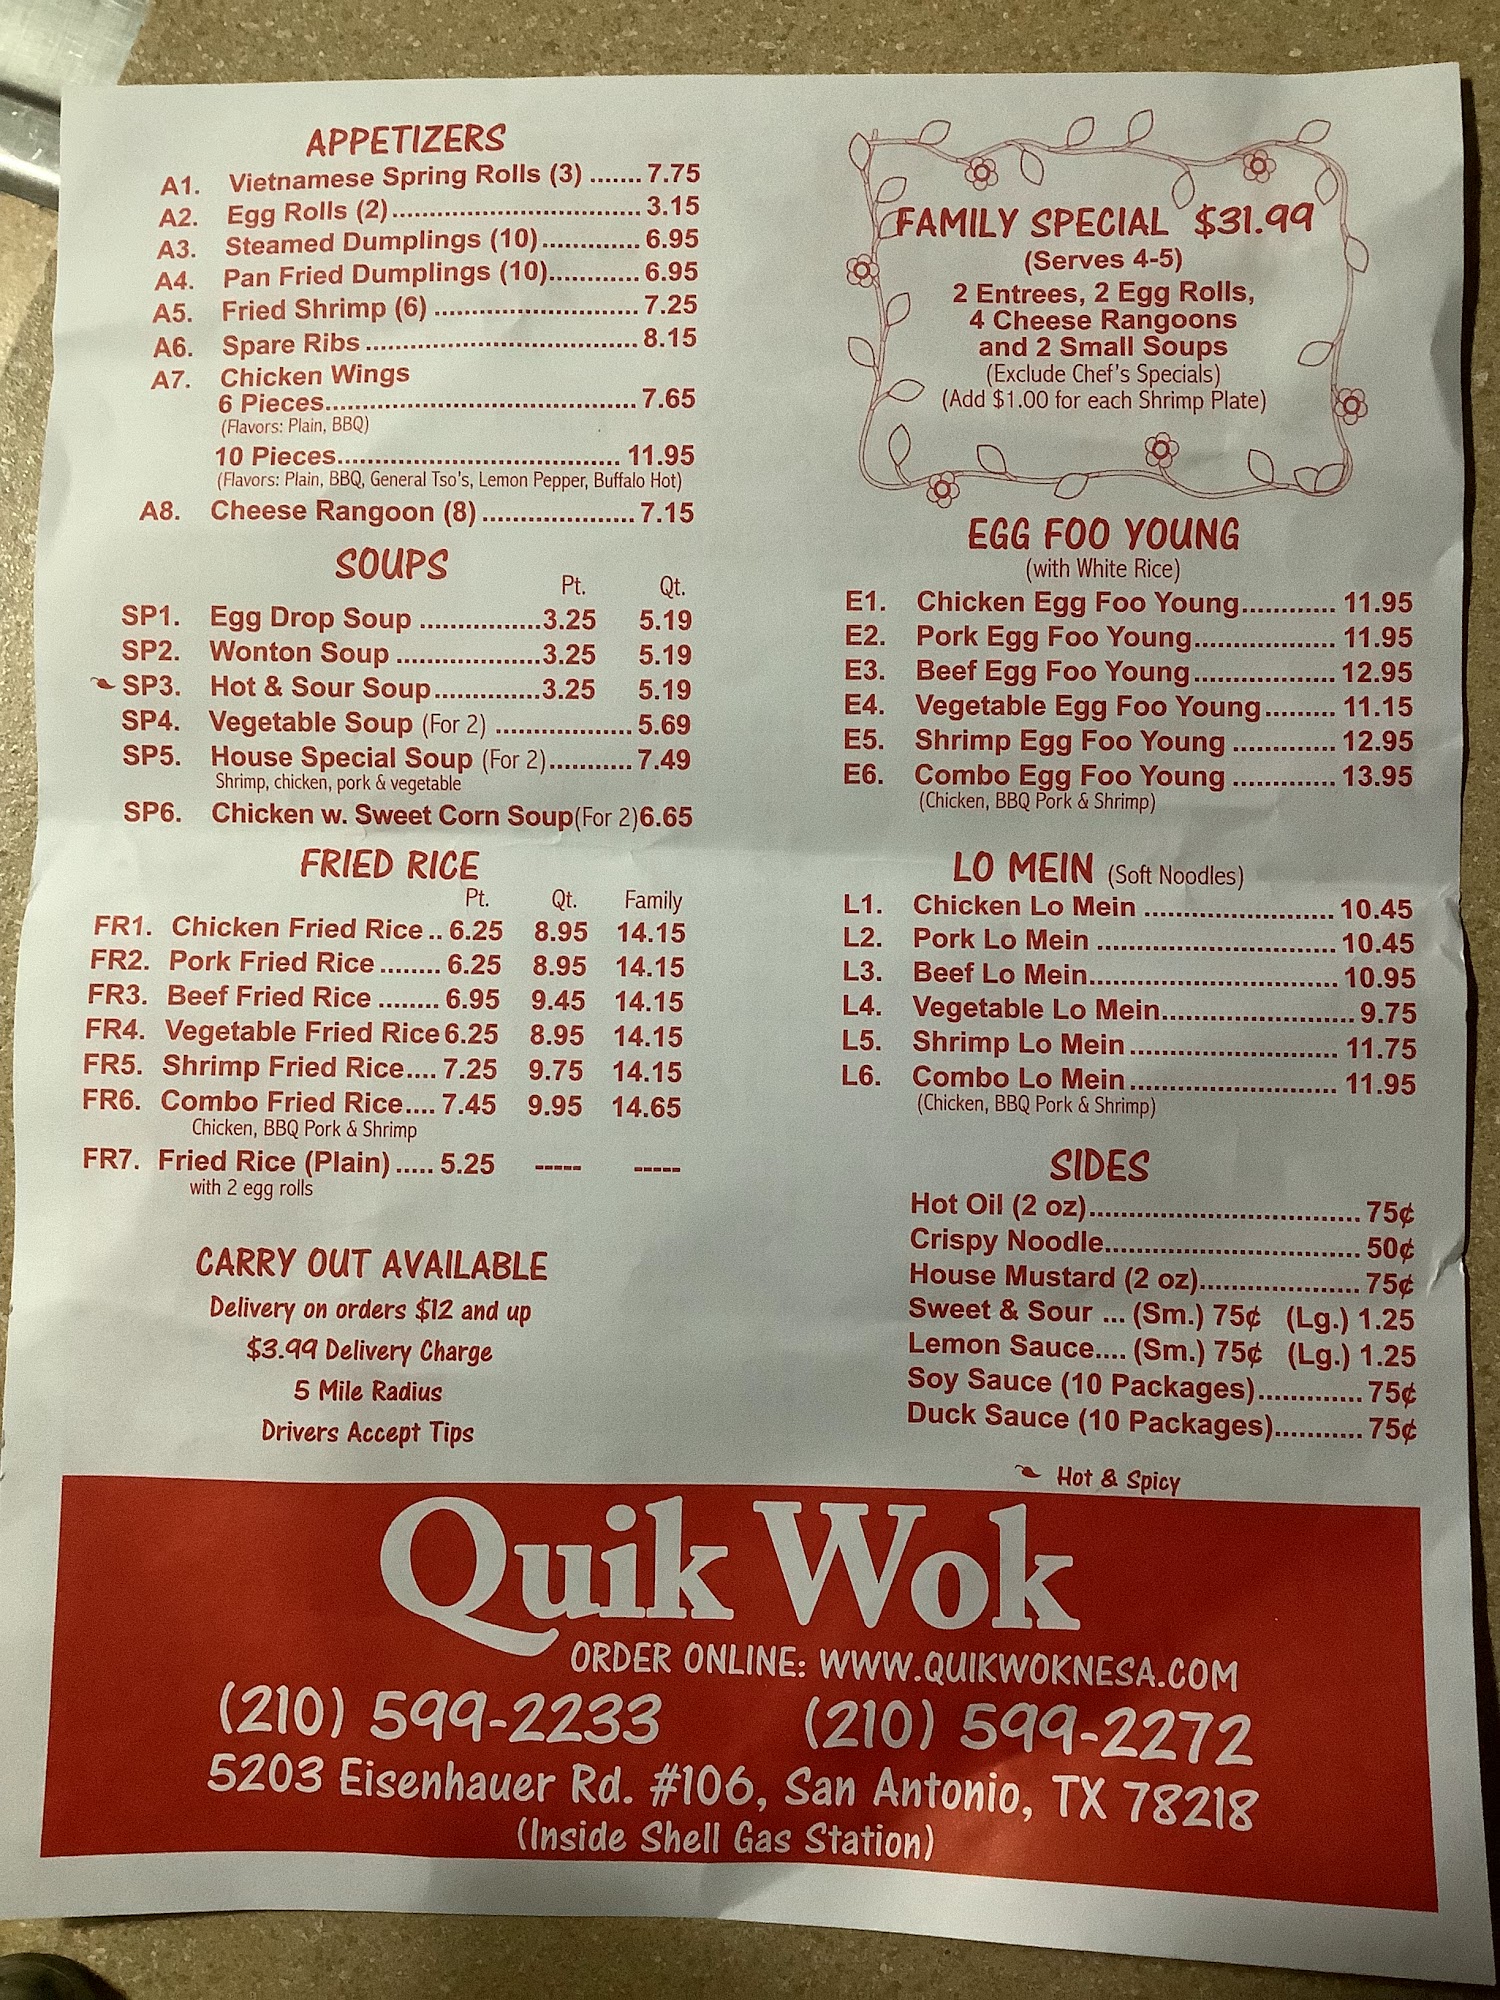 APPETIZERS
A1. Vietnamese Spring Rolls (3) ....... 7.75
A2. Egg Rolls (2)................................ 3.15
A3. Steamed Dumplings (10)............. 6.95
A4. Pan Fried Dumplings (10)............ 6.95
A5. Fried Shrimp (6) .......................... 7.25
A6. Spare Ribs ................................... 8.15
A7. Chicken Wings
6 Pieces........................................ 7.65
(Flavors: Plain, BBQ)
10 Pieces.................................... 11.95
(Flavors: Plain, BBQ, General Tso's, Lemon Pepper, Buffalo Hot)
A8. Cheese Rangoon (8) .................... 7.15
SOUPS
Pt. Qt.
SP1. Egg Drop Soup ................3.25 5.19
SP2. Wonton Soup ...................3.25 5.19
SP3. Hot & Sour Soup..............3.25 5.19
SP4. Vegetable Soup (For 2) .................. 5.69
SP5. House Special Soup (For 2)........... 7.49
Shrimp, chicken, pork & vegetable
SP6. Chicken w. Sweet Corn Soup(For 2)6.65
FRIED RICE
Pt. Qt. Family
FR1. Chicken Fried Rice .. 6.25 8.95 14.15
FR2. Pork Fried Rice ........ 6.25 8.95 14.15
FR3. Beef Fried Rice ........ 6.95 9.45 14.15
FR4. Vegetable Fried Rice 6.25 8.95 14.15
FR5. Shrimp Fried Rice.... 7.25 9.75 14.15
FR6. Combo Fried Rice.... 7.45 9.95 14.65
Chicken, BBQ Pork & Shrimp
FR7. Fried Rice (Plain) ..... 5.25 ----- -----
with 2 egg rolls
CARRY OUT AVAILABLE
Delivery on orders $12 and up
$3.99 Delivery Charge
5 Mile Radius
Drivers Accept Tips
FAMILY SPECIAL $31.99
(Serves 4-5)
2 Entrees, 2 Egg Rolls,
4 Cheese Rangoons
and 2 Small Soups
(Exclude Chef's Specials)
(Add $1.00 for each Shrimp Plate)
EGG FOO YOUNG
(with White Rice)
E1. Chicken Egg Foo Young............ 11.95
E2. Pork Egg Foo Young.................. 11.95
E3. Beef Egg Foo Young.................. 12.95
E4. Vegetable Egg Foo Young......... 11.15
E5. Shrimp Egg Foo Young ............. 12.95
E6. Combo Egg Foo Young ............. 13.95
(Chicken, BBQ Pork & Shrimp)
LO MEIN (Soft Noodles)
L1. Chicken Lo Mein ........................ 10.45
L2. Pork Lo Mein .............................. 10.45
L3. Beef Lo Mein................................ 10.95
L4. Vegetable Lo Mein........................ 9.75
L5. Shrimp Lo Mein .......................... 11.75
L6. Combo Lo Mein .......................... 11.95
(Chicken, BBQ Pork & Shrimp)
SIDES
Hot Oil (2 oz).................................. 75¢
Crispy Noodle................................ 50¢
House Mustard (2 oz)..................... 75¢
Sweet & Sour ... (Sm.) 75¢ (Lg.) 1.25
Lemon Sauce.... (Sm.) 75¢ (Lg.) 1.25
Soy Sauce (10 Packages)............. 75¢
Duck Sauce (10 Packages)........... 75¢
Hot & Spicy
Quik Wok
ORDER ONLINE: WWW.QUIKWOKNESA.COM
(210) 599-2233 (210) 599-2272
5203 Eisenhauer Rd. #106, San Antonio, TX 78218
(Inside Shell Gas Station)